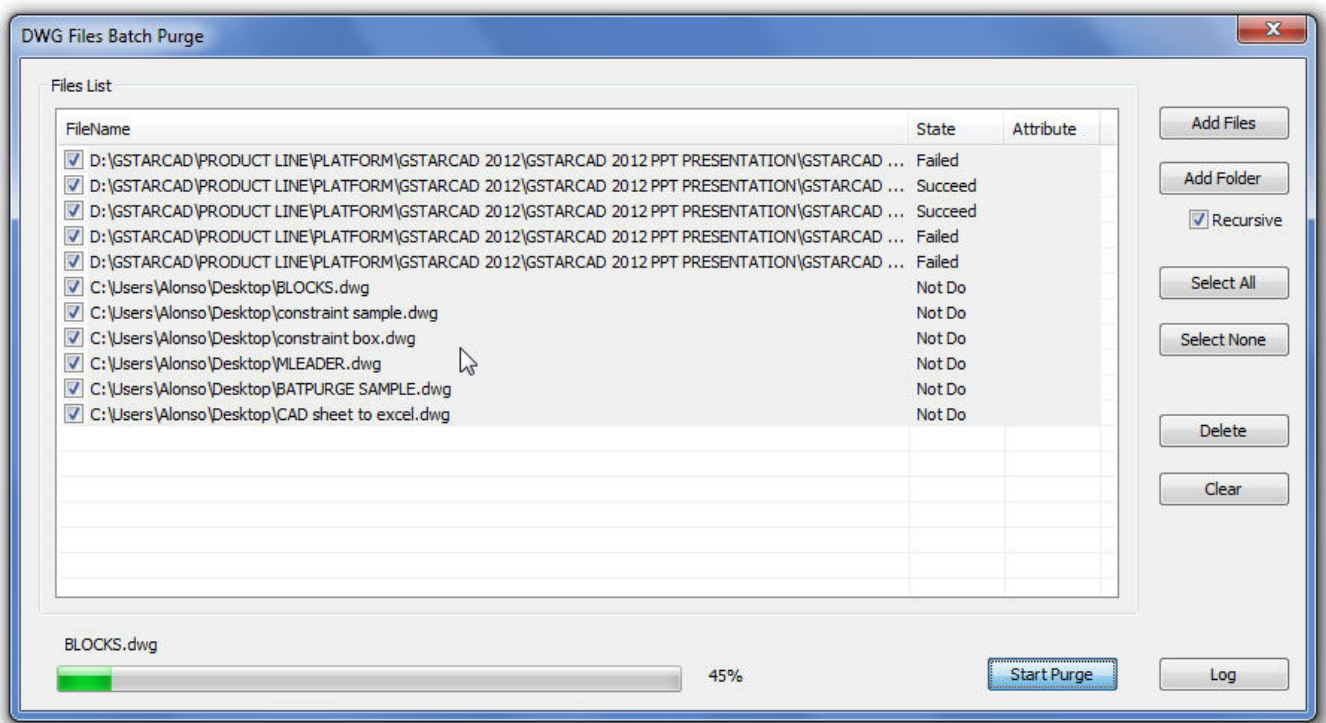 DWG Files Batch Purge
Files List
FileName State Attribute
D:\GSTARCAD\PRODUCT LINE\PLATFORM\GSTARCAD 2012\GSTARCAD 2012 PPT PRESENTATION\GSTARCAD ... Failed
D:\GSTARCAD\PRODUCT LINE\PLATFORM\GSTARCAD 2012\GSTARCAD 2012 PPT PRESENTATION\GSTARCAD ... Succeed
D:\GSTARCAD\PRODUCT LINE\PLATFORM\GSTARCAD 2012\GSTARCAD 2012 PPT PRESENTATION\GSTARCAD ... Succeed
D:\GSTARCAD\PRODUCT LINE\PLATFORM\GSTARCAD 2012\GSTARCAD 2012 PPT PRESENTATION\GSTARCAD ... Failed
D:\GSTARCAD\PRODUCT LINE\PLATFORM\GSTARCAD 2012\GSTARCAD 2012 PPT PRESENTATION\GSTARCAD ... Failed
C:\Users\Alonso\Desktop\BLOCKS.dwg Not Do
C:\Users\Alonso\Desktop\constraint sample.dwg Not Do
C:\Users\Alonso\Desktop\constraint box.dwg Not Do
C:\Users\Alonso\Desktop\MLEADER.dwg Not Do
C:\Users\Alonso\Desktop\BATPURGE SAMPLE.dwg Not Do
C:\Users\Alonso\Desktop\CAD sheet to excel.dwg Not Do
Add Files
Add Folder
Recursive
Select All
Select None
Delete
Clear
BLOCKS.dwg
45%
Start Purge
Log